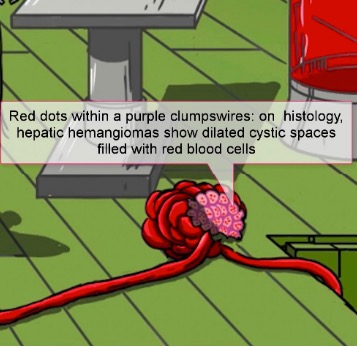 Red dots within a purple clumpswires: on histology,
hepatic hemangiomas show dilated cystic spaces
filled with red blood cells